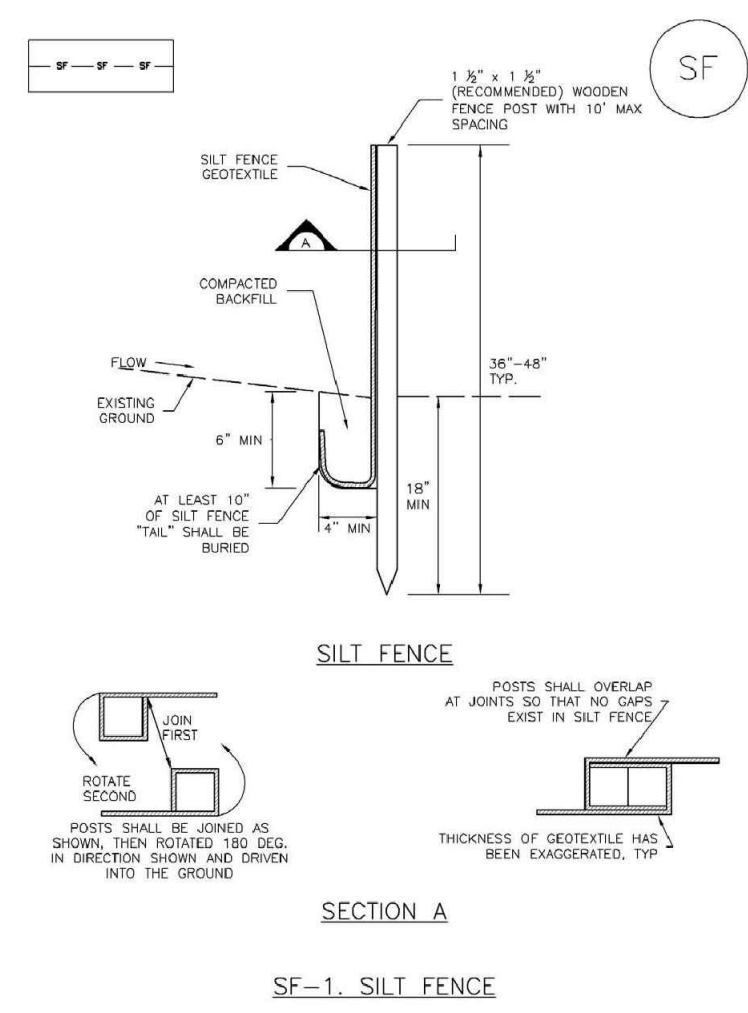 SF SF SF
SF
1 ½" x 1 ½"
(RECOMMENDED) WOODEN
FENCE POST WITH 10' MAX
SPACING
SILT FENCE
GEOTEXTILE
A
COMPACTED
BACKFILL
FLOW
36"-48"
TYP.
EXISTING
GROUND
6" MIN
AT LEAST 10"
OF SILT FENCE
"TAIL" SHALL BE
BURIED
4" MIN
18"
MIN
SILT FENCE
JOIN
FIRST
ROTATE
SECOND
POSTS SHALL BE JOINED AS
SHOWN, THEN ROTATED 180 DEG.
IN DIRECTION SHOWN AND DRIVEN
INTO THE GROUND
POSTS SHALL OVERLAP
AT JOINTS SO THAT NO GAPS
EXIST IN SILT FENCE
THICKNESS OF GEOTEXTILE HAS
BEEN EXAGGERATED, TYP
SECTION A
SF-1. SILT FENCE